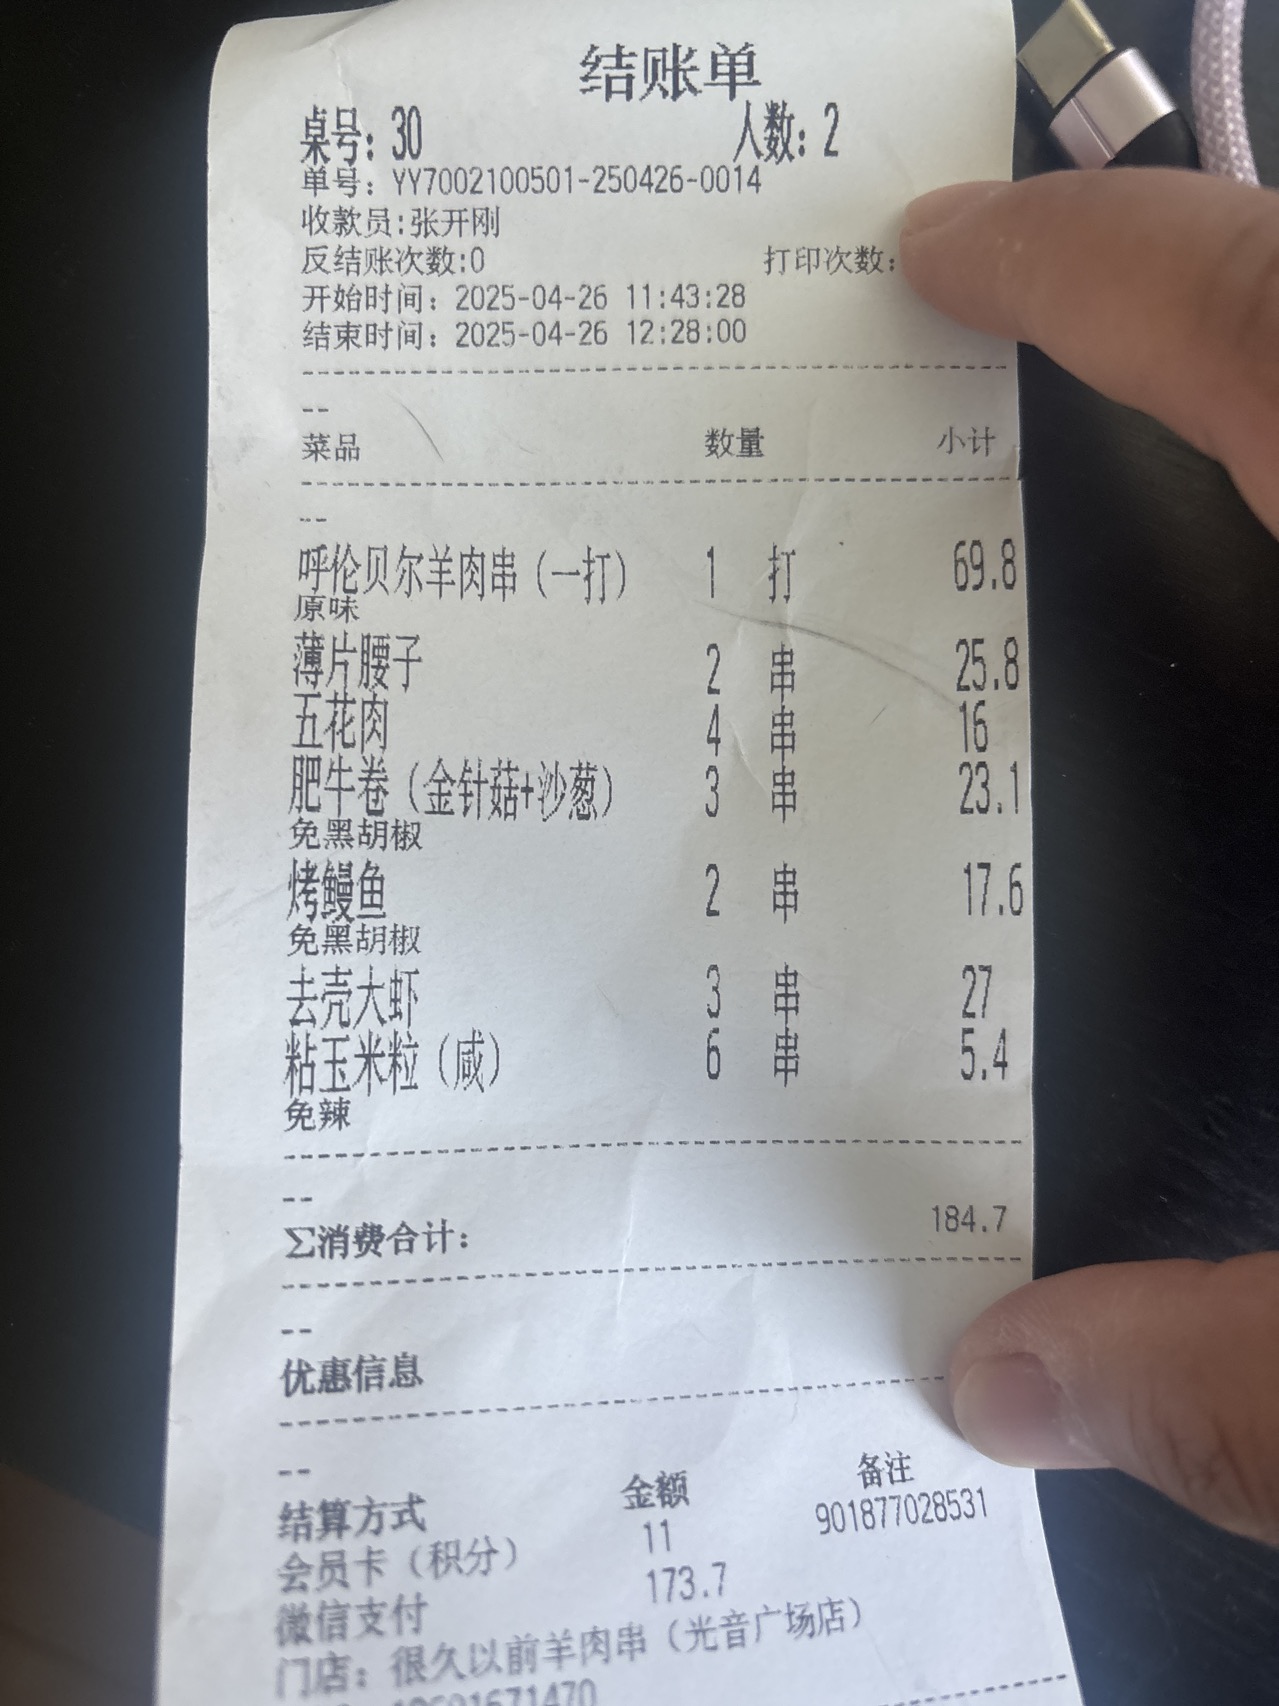 结账单
桌号：30 人数：2
单号：YY7002100501-250426-0014
收款员:张开刚
反结账次数:0 打印次数：
开始时间：2025-04-26 11:43:28
结束时间：2025-04-26 12:28:00
--
菜品 数量 小计
--
呼伦贝尔羊肉串（一打） 1 打 69.8
原味
薄片腰子 2 串 25.8
五花肉 4 串 16
肥牛卷（金针菇+沙葱） 3 串 23.1
免黑胡椒
烤鳗鱼 2 串 17.6
免黑胡椒
去壳大虾 3 串 27
粘玉米粒（咸） 6 串 5.4
免辣
--
∑消费合计： 184.7
--
优惠信息
--
结算方式 金额 备注
会员卡（积分） 11 901877028531
微信支付 173.7
门店：很久以前羊肉串（光音广场店）